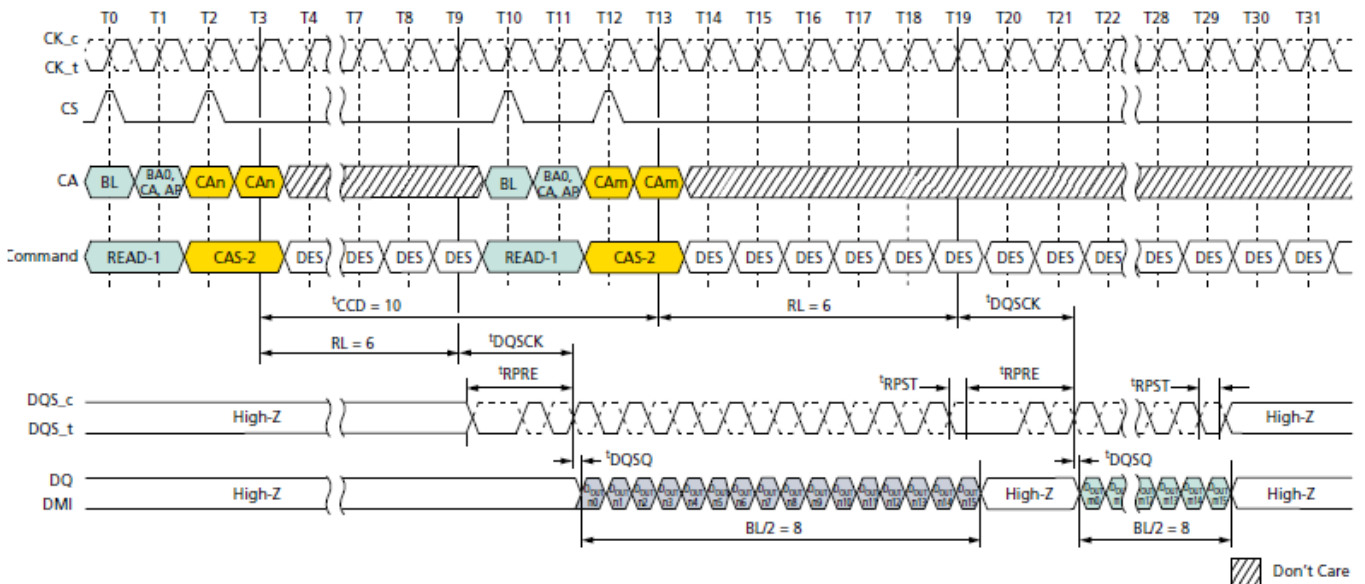 T0 T1 T2 T3 T4 T7 T8 T9 T10 T11 T12 T13 T14 T15 T16 T17 T18 T19 T20 T21 T22 T28 T29 T30 T31
CK_c
CK_t
CS
CA BL BA0, CA, AP CAn CAn BL BA0, CA, AP CAm CAm
Command READ-1 CAS-2 DES DES DES DES READ-1 CAS-2 DES DES DES DES DES DES DES DES DES DES DES DES DES
tCCD = 10 RL = 6 tDQSCK
RL = 6 tDQSCK
tRPRE tRPST tRPRE tRPST
DQS_c
High-Z High-Z
DQS_t
tDQSQ tDQSQ
DQ
High-Z High-Z High-Z
DMI
BL/2 = 8 BL/2 = 8
Don't Care